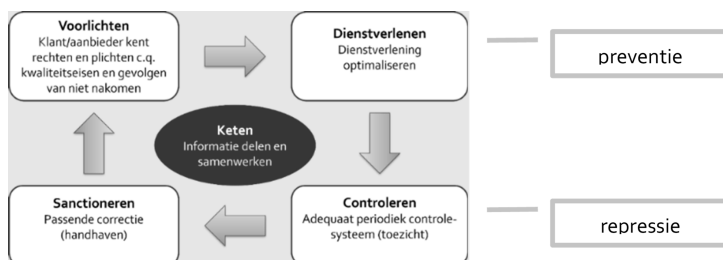 Voorlichten
Klant/aanbieder kent
rechten en plichten c.q.
kwaliteitseisen en gevolgen
van niet nakomen
Dienstverlenen
Dienstverlening
optimaliseren
preventie
Keten
Informatie delen en
samenwerken
Sanctioneren
Passende correctie
(handhaven)
Controleren
Adequaat periodiek controle-
systeem (toezicht)
repressie